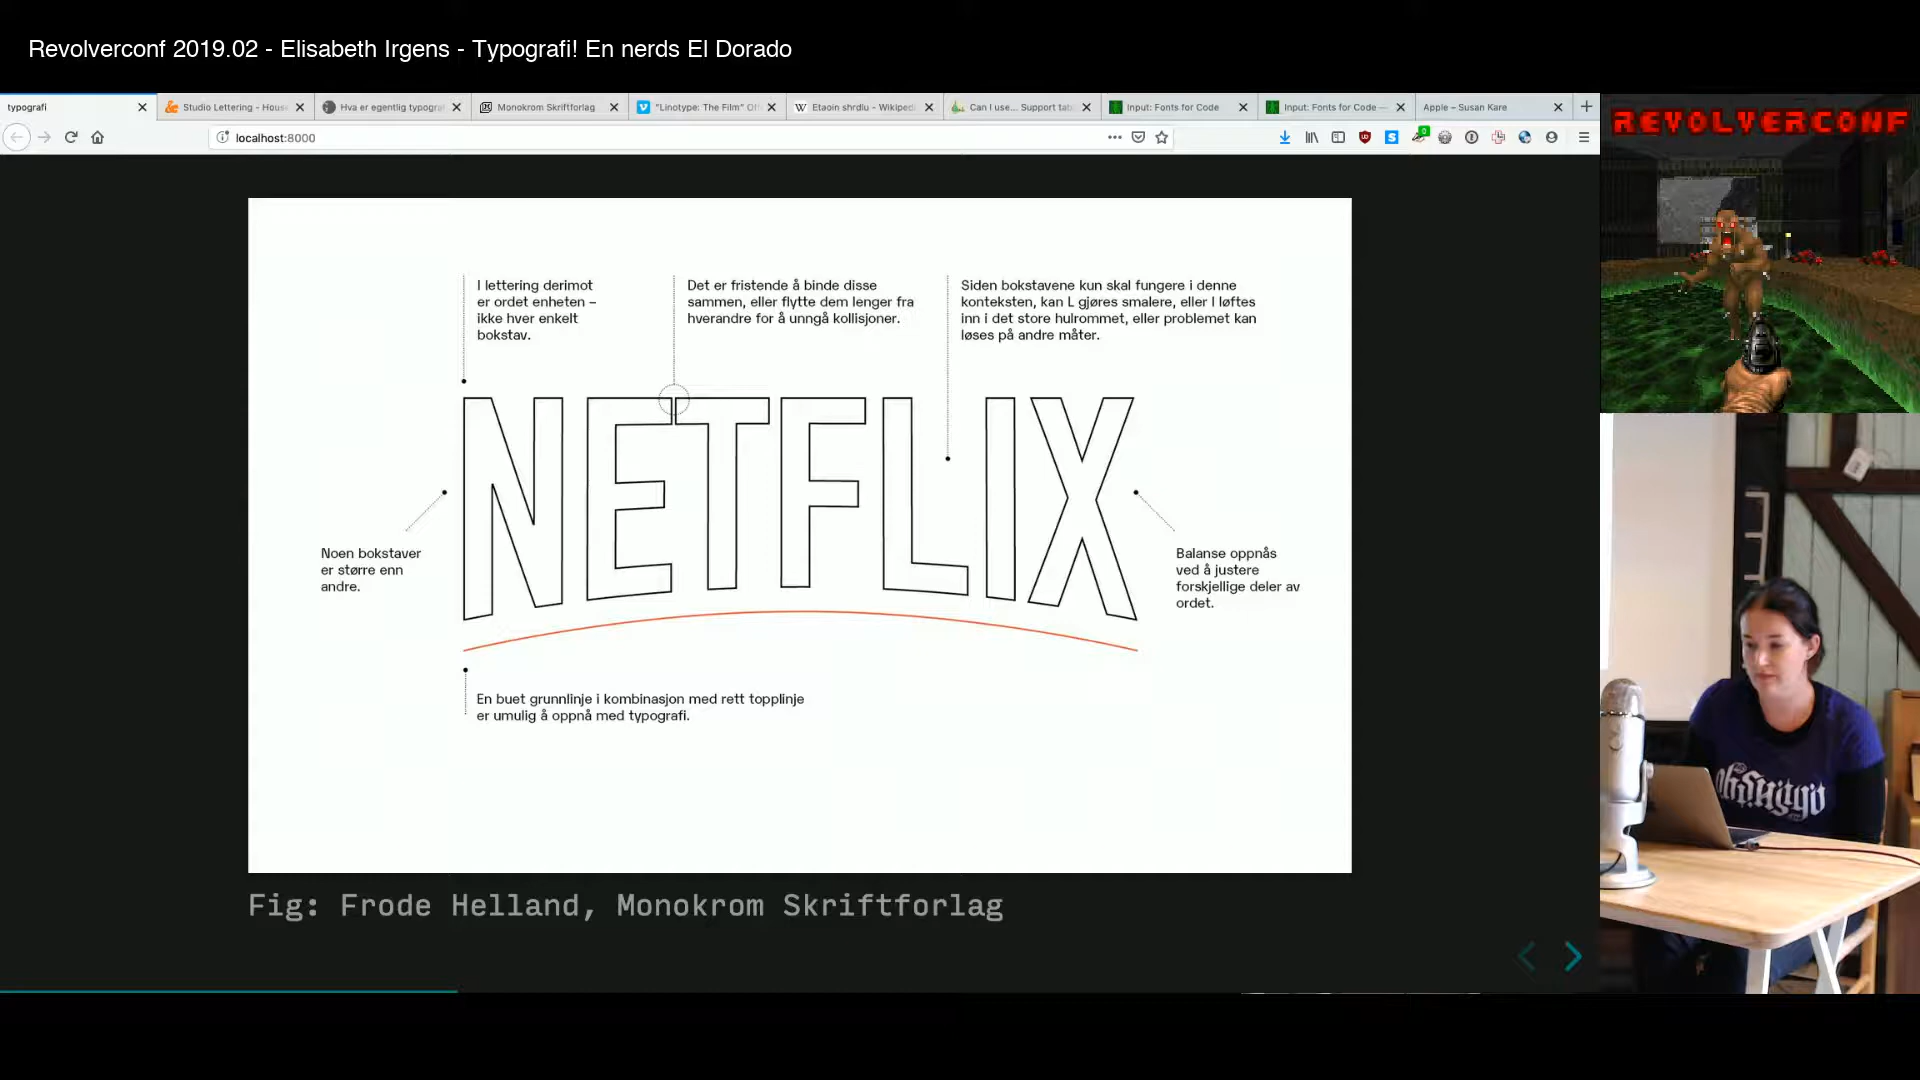 Revolverconf 2019.02 - Elisabeth Irgens - Typografi! En nerds El Dorado
typografi
Studio Lettering - Hous
Hva er egentlig typogra
Monokrom Skriftforlag
"Linotype: The Film" Of
Etaoin shrdlu - Wikiped
Can I use... Support tab
Input: Fonts for Code
Input: Fonts for Code —
Apple – Susan Kare
localhost:8000
REVOLVERCONF
I lettering derimot
er ordet enheten –
ikke hver enkelt
bokstav.
Det er fristende å binde disse
sammen, eller flytte dem lenger fra
hverandre for å unngå kollisjoner.
Siden bokstavene kun skal fungere i denne
konteksten, kan L gjøres smalere, eller I løftes
inn i det store hulrommet, eller problemet kan
løses på andre måter.
NETFLIX
Noen bokstaver
er større enn
andre.
Balanse oppnås
ved å justere
forskjellige deler av
ordet.
En buet grunnlinje i kombinasjon med rett topplinje
er umulig å oppnå med typografi.
Fig: Frode Helland, Monokrom Skriftforlag